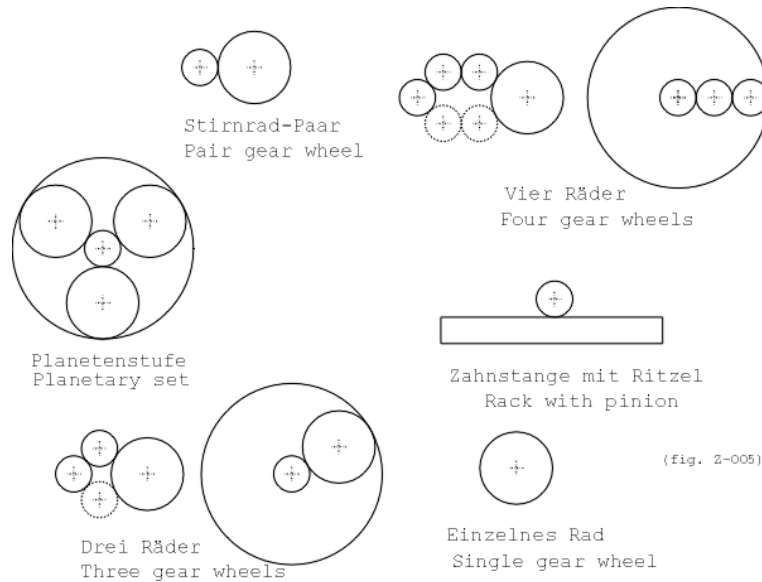 Stirnrad-Paar
Pair gear wheel
Vier Räder
Four gear wheels
Planetenstufe
Planetary set
Zahnstange mit Ritzel
Rack with pinion
(fig. Z-005)
Drei Räder
Three gear wheels
Einzelnes Rad
Single gear wheel